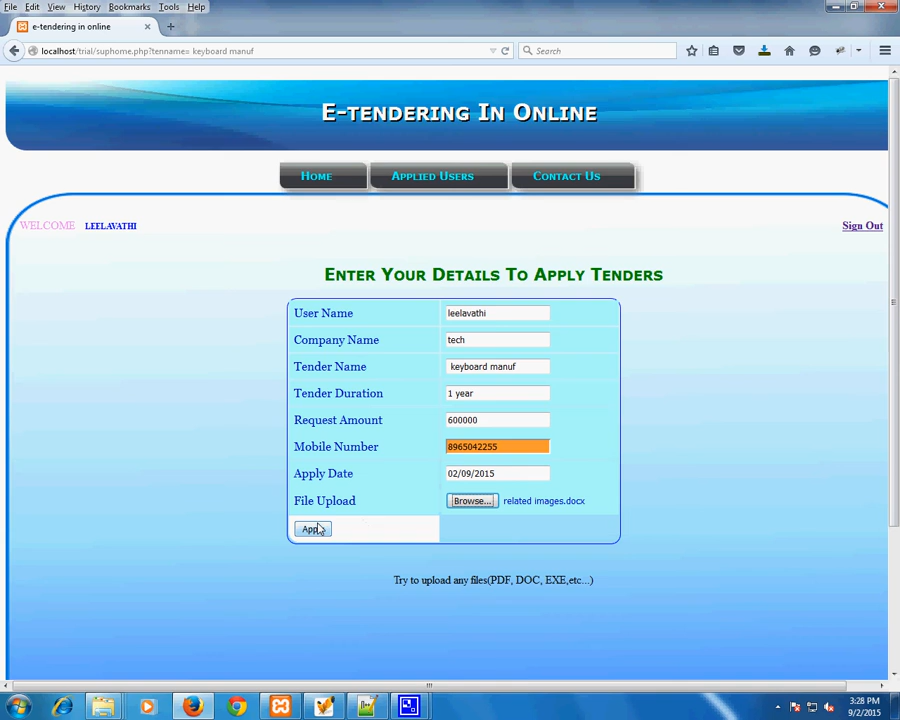 File Edit View History Bookmarks Tools Help
e-tendering in online
localhost/trial/suphome.php?tenname= keyboard manuf
Search
E-TENDERING IN ONLINE
HOME APPLIED USERS CONTACT US
WELCOME LEELAVATHI Sign Out
ENTER YOUR DETAILS TO APPLY TENDERS
User Name leelavathi
Company Name tech
Tender Name keyboard manuf
Tender Duration 1 year
Request Amount 600000
Mobile Number 8965042255
Apply Date 02/09/2015
File Upload Browse... related images.docx
Apply
Try to upload any files(PDF, DOC, EXE,etc...)
3:28 PM
9/2/2015